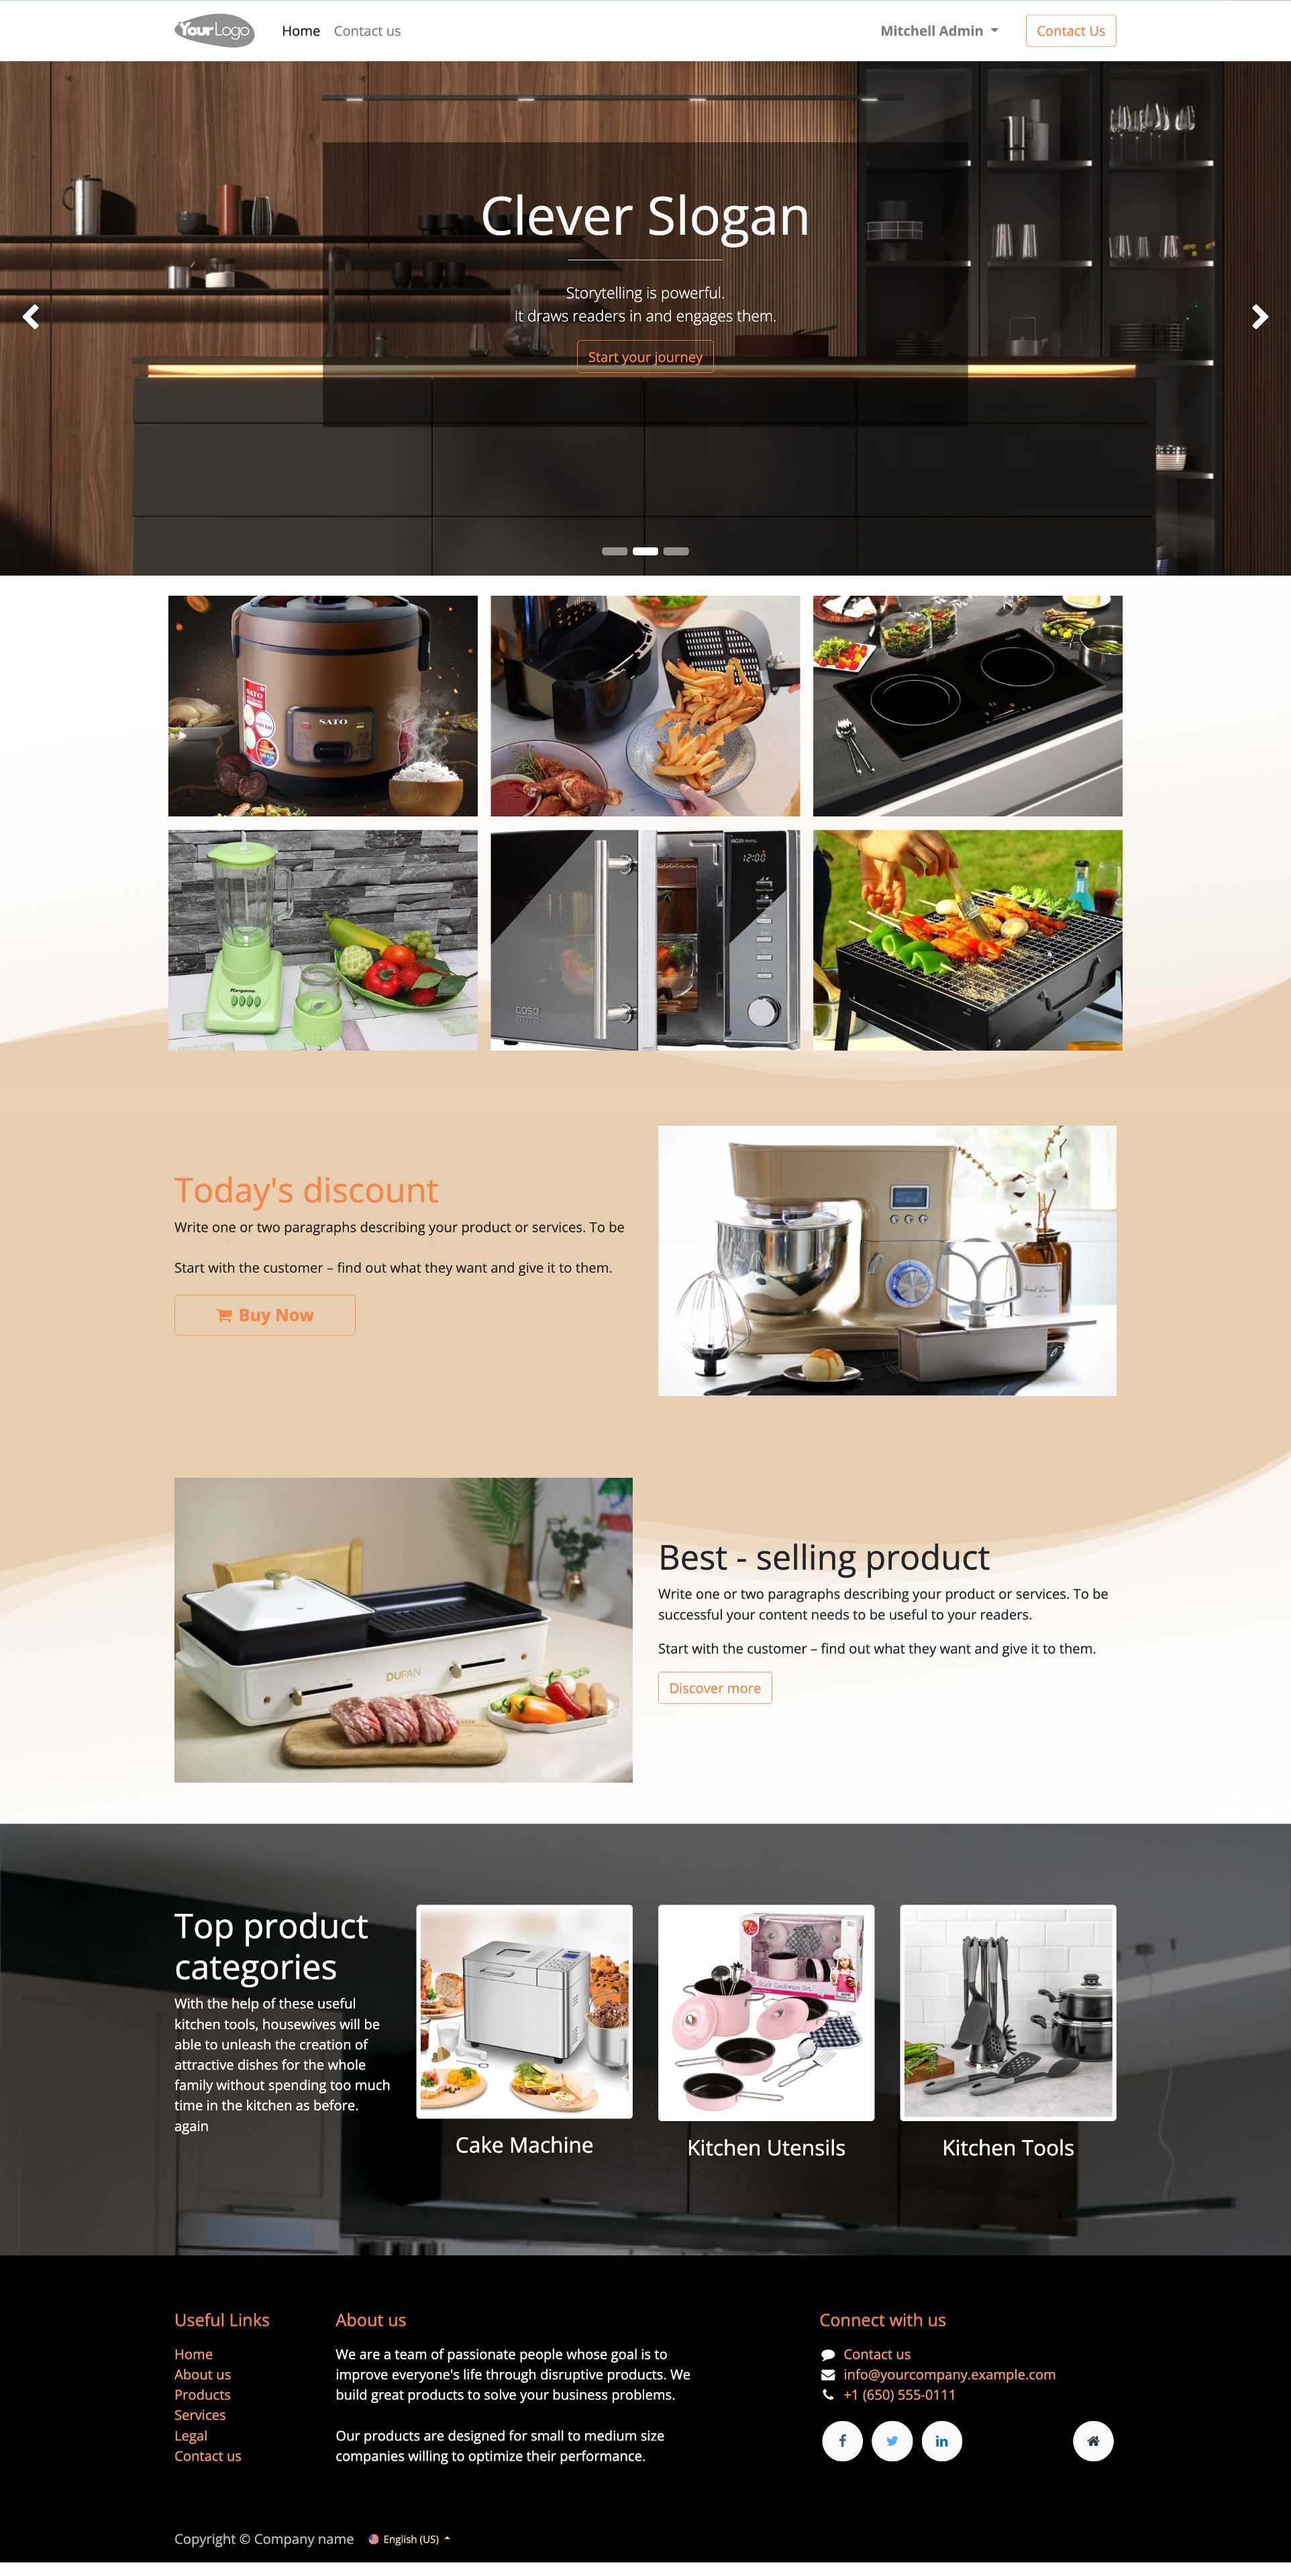 YourLogo
Home
Contact us
Mitchell Admin
Contact Us
Clever Slogan
Storytelling is powerful.
It draws readers in and engages them.
Start your journey
SATO
SATO
12:00
Kangaroo
caso
Today's discount
Write one or two paragraphs describing your product or services. To be
Start with the customer – find out what they want and give it to them.
Buy Now
DUPAN
Best - selling product
Write one or two paragraphs describing your product or services. To be
successful your content needs to be useful to your readers.
Start with the customer – find out what they want and give it to them.
Discover more
Top product
categories
With the help of these useful
kitchen tools, housewives will be
able to unleash the creation of
attractive dishes for the whole
family without spending too much
time in the kitchen as before.
again
Cake Machine
Kitchen Utensils
Kitchen Tools
Useful Links
Home
About us
Products
Services
Legal
Contact us
About us
We are a team of passionate people whose goal is to
improve everyone's life through disruptive products. We
build great products to solve your business problems.
Our products are designed for small to medium size
companies willing to optimize their performance.
Connect with us
Contact us
info@yourcompany.example.com
+1 (650) 555-0111
Copyright © Company name
English (US)